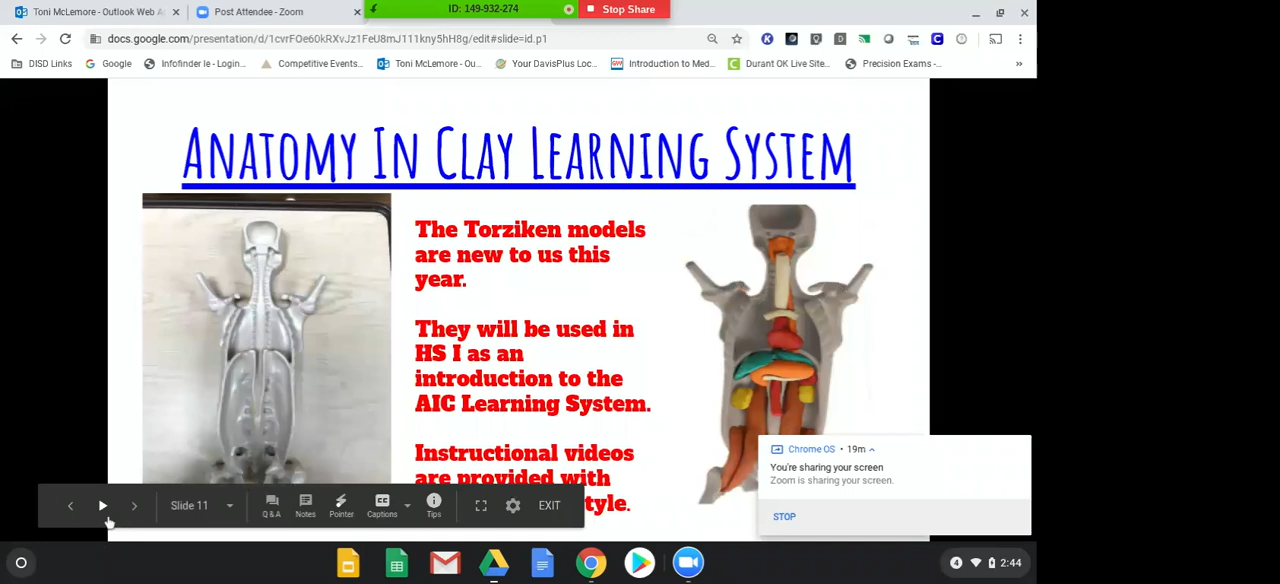 Toni McLemore - Outlook Web A
Post Attendee - Zoom
ID: 149-932-274
Stop Share
docs.google.com/presentation/d/1cvrFOe60kRXvJz1FeU8mJ111kny5hH8g/edit#slide=id.p1
DISD Links
Google
Infofinder le - Login...
Competitive Events...
Toni McLemore - Ou...
Your DavisPlus Loc...
Introduction to Med...
Durant OK Live Site...
Precision Exams -...
»
Anatomy In Clay Learning System
The Torziken models
are new to us this
year.
They will be used in
HS I as an
introduction to the
AIC Learning System.
Instructional videos
are provided with
tyle.
Slide 11
Q & A
Notes
Pointer
Captions
Tips
EXIT
Chrome OS • 19m
You're sharing your screen
Zoom is sharing your screen.
STOP
4
2:44